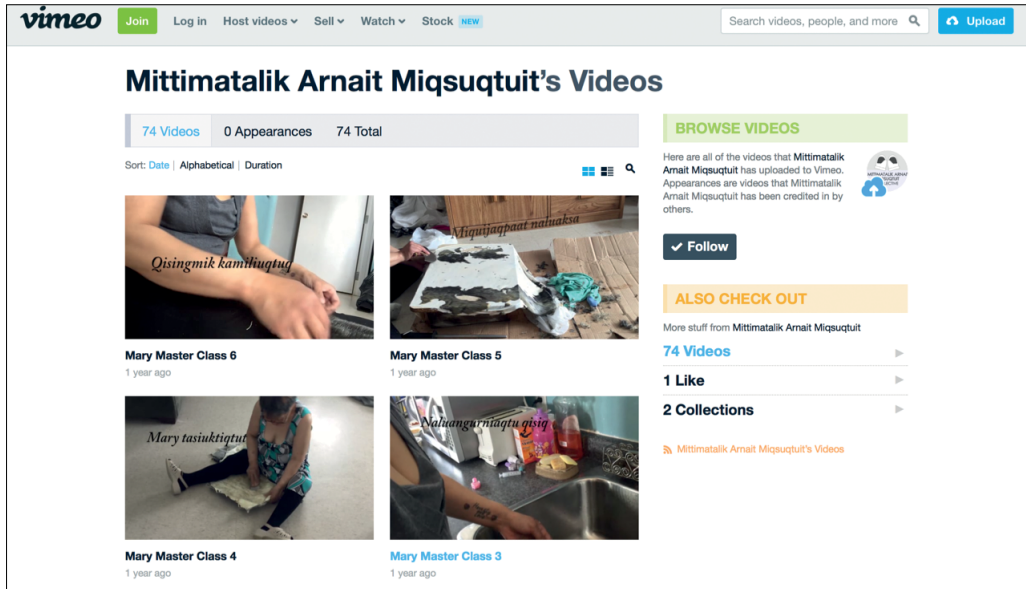 vimeo Join Log in Host videos Sell Watch Stock NEW Search videos, people, and more Upload
Mittimatalik Arnait Miqsuqtuit's Videos
74 Videos 0 Appearances 74 Total
Sort: Date | Alphabetical | Duration
Qisingmik kamiliuqtuq
Miquijaqpaat naluaksa
Mary Master Class 6
1 year ago
Mary Master Class 5
1 year ago
Mary tasiuktiqtut
Naluangurniaqtu qisiq
Mary Master Class 4
1 year ago
Mary Master Class 3
1 year ago
BROWSE VIDEOS
Here are all of the videos that Mittimatalik
Arnait Miqsuqtuit has uploaded to Vimeo.
Appearances are videos that Mittimatalik
Arnait Miqsuqtuit has been credited in by
others.
Follow
ALSO CHECK OUT
More stuff from Mittimatalik Arnait Miqsuqtuit
74 Videos
1 Like
2 Collections
Mittimatalik Arnait Miqsuqtuit's Videos